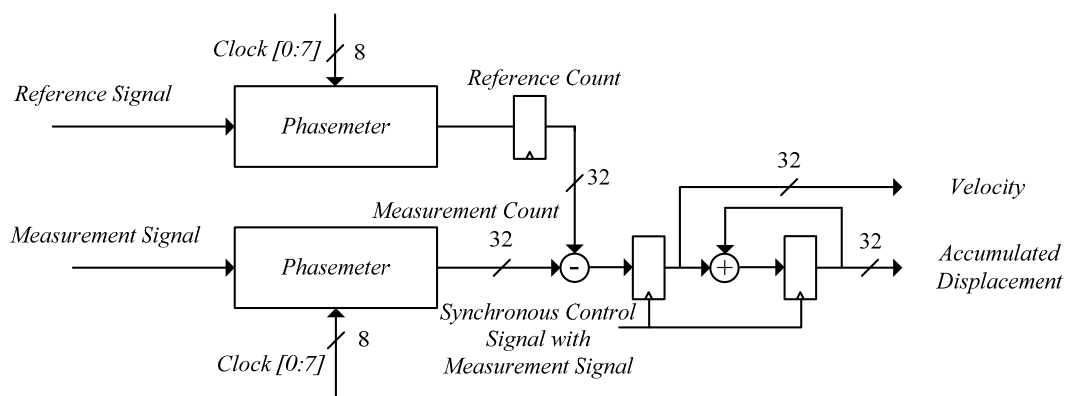 Clock [0:7]
8
Reference Signal
Reference Count
Phasemeter
32
32
Velocity
Measurement Count
Measurement Signal
Phasemeter
32
-
+
32
Accumulated
Displacement
Synchronous Control
Signal with
Measurement Signal
8
Clock [0:7]